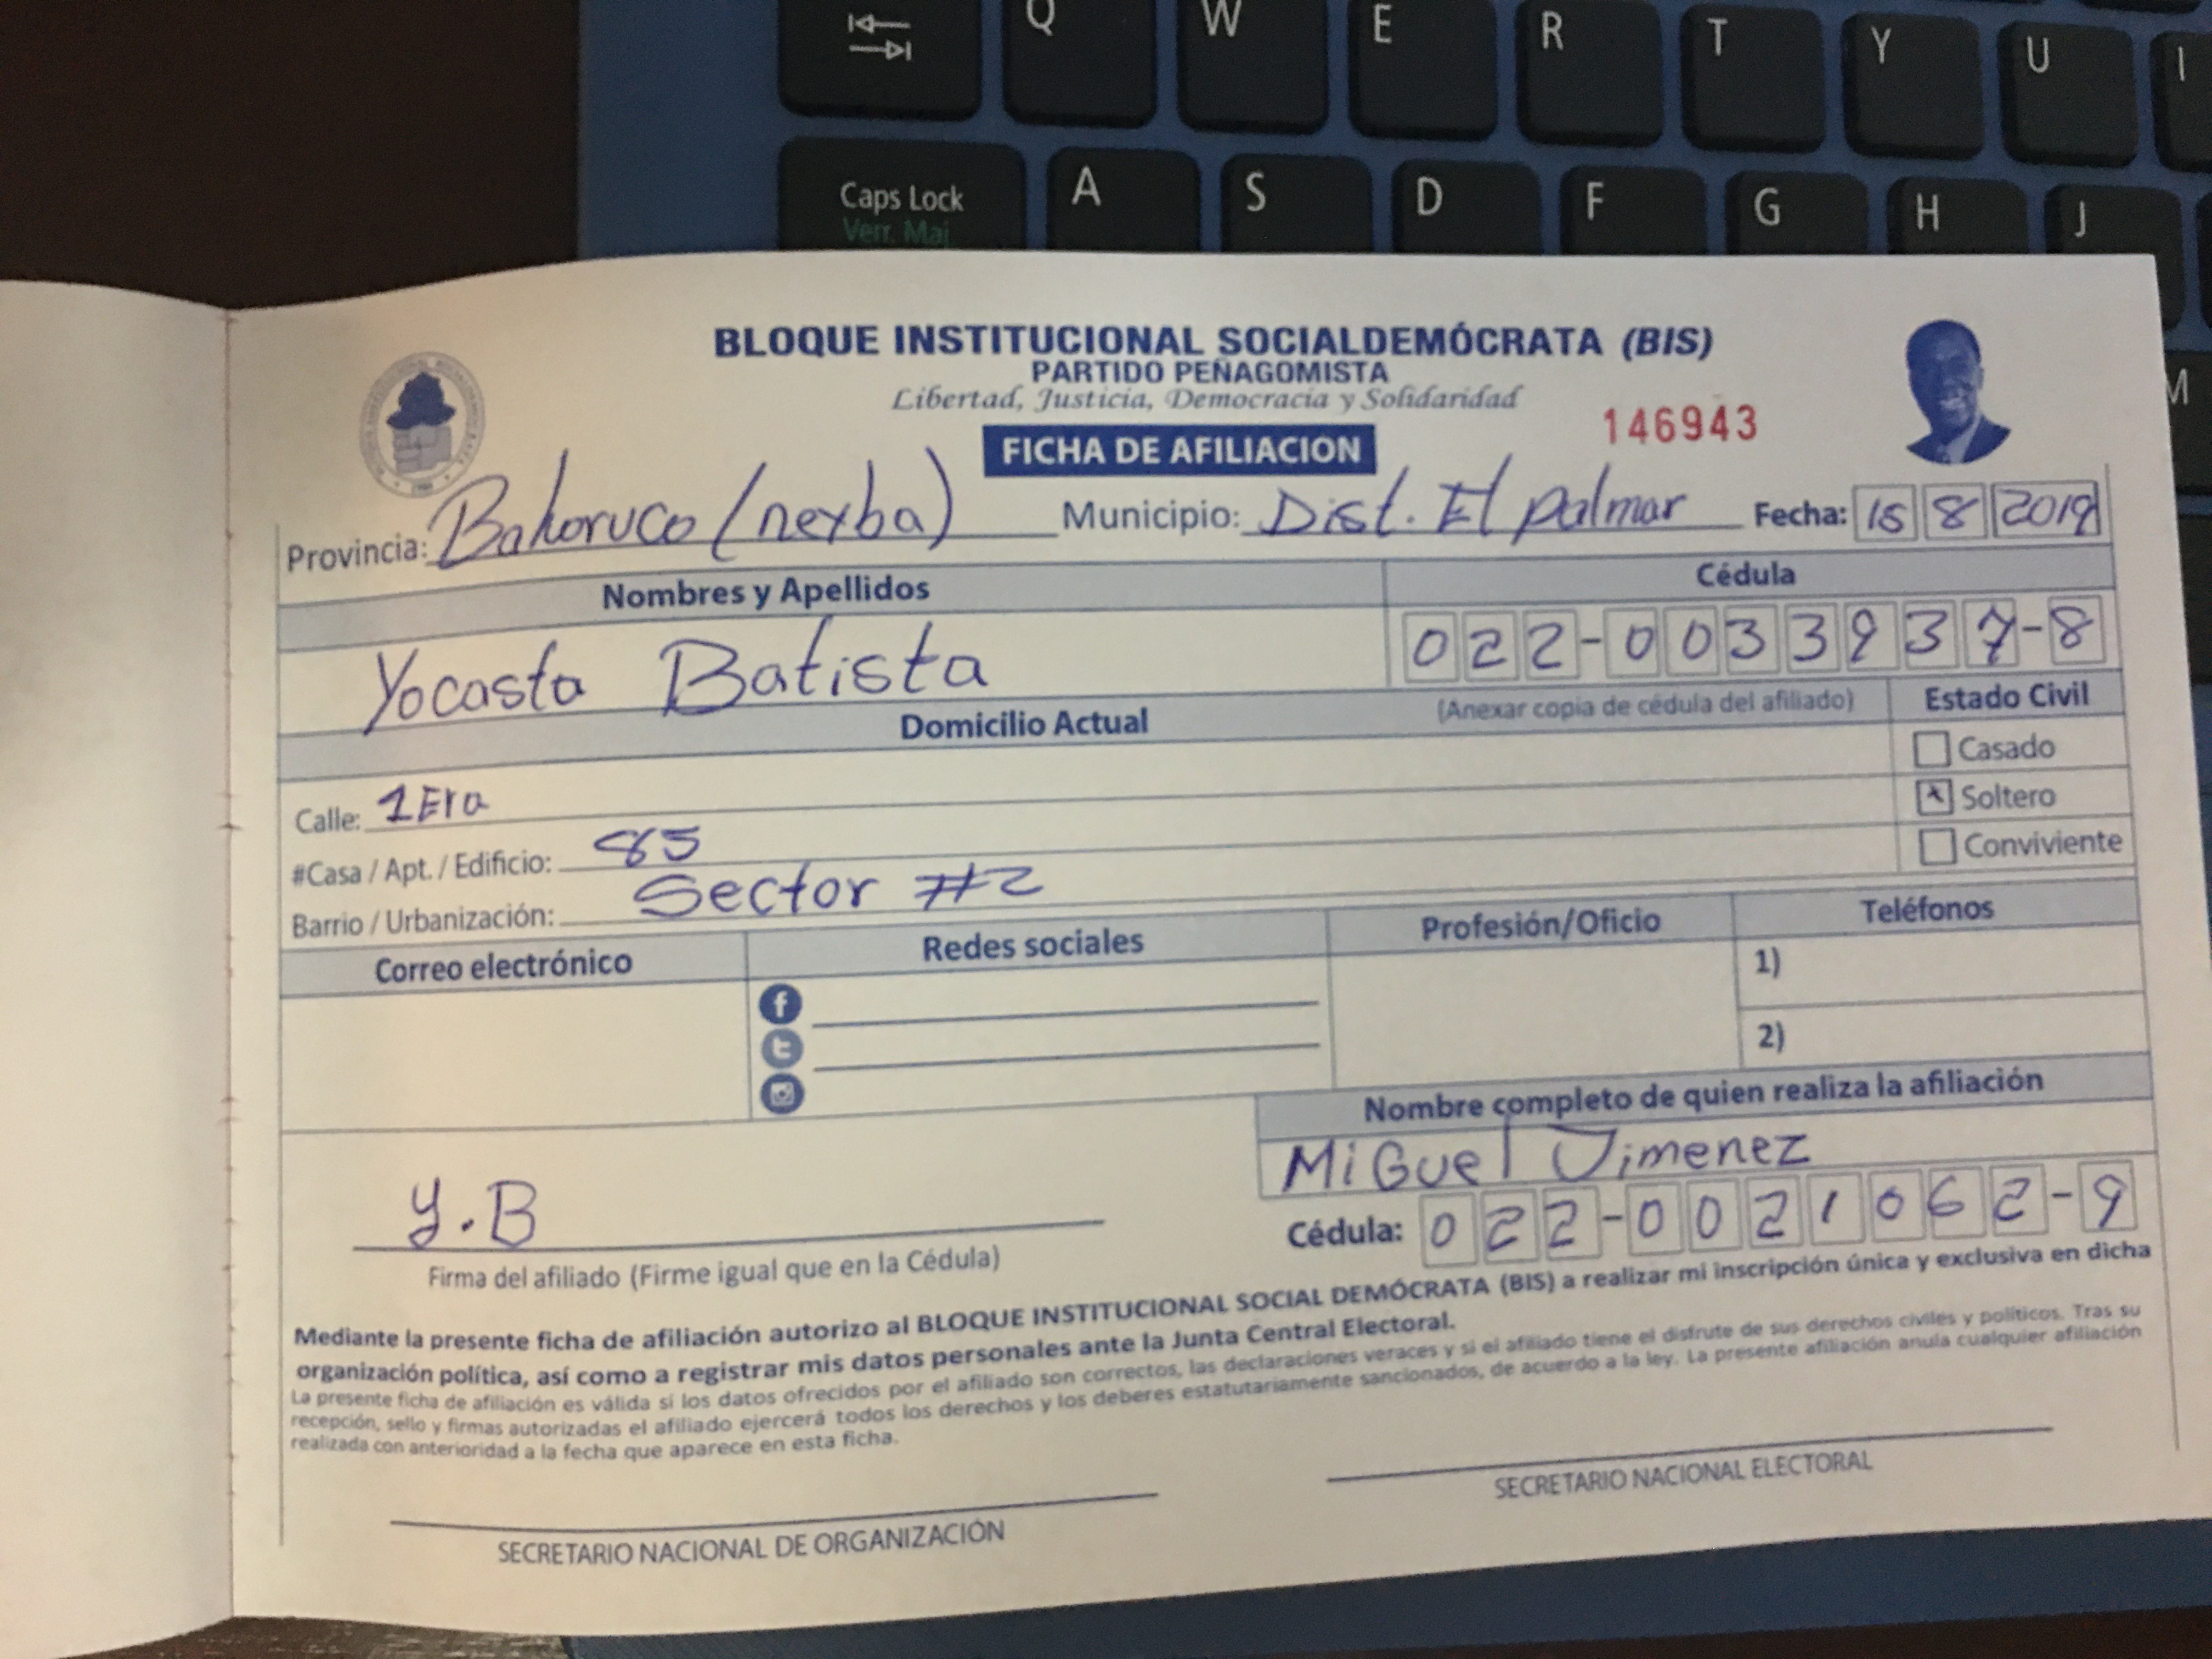 Q W E R T Y U I
Caps Lock A S D F G H J
Verr. Maj
M
BLOQUE INSTITUCIONAL SOCIALDEMÓCRATA (BIS)
PARTIDO PEÑAGOMISTA
Libertad, Justicia, Democracia y Solidaridad
146943
FICHA DE AFILIACION
Provincia: Bahoruco (neyba) Municipio: Dist. El palmar Fecha: 15 8 2019
Nombres y Apellidos Cédula
Yocasta Batista 022-0033937-8
Domicilio Actual (Anexar copia de cédula del afiliado) Estado Civil
Casado
Calle: 1Era Soltero
#Casa / Apt. / Edificio: 85 Conviviente
Barrio / Urbanización: Sector #2
Correo electrónico Redes sociales Profesión/Oficio Teléfonos
1)
2)
Nombre completo de quien realiza la afiliación
MiGuel Jimenez
Y.B Cédula: 022-0021062-9
Firma del afiliado (Firme igual que en la Cédula)
Mediante la presente ficha de afiliación autorizo al BLOQUE INSTITUCIONAL SOCIAL DEMÓCRATA (BIS) a realizar mi inscripción única y exclusiva en dicha
organización política, así como a registrar mis datos personales ante la Junta Central Electoral.
La presente ficha de afiliación es válida si los datos ofrecidos por el afiliado son correctos, las declaraciones veraces y si el afiliado tiene el disfrute de sus derechos civiles y políticos. Tras su
recepción, sello y firmas autorizadas el afiliado ejercerá todos los derechos y los deberes estatutariamente sancionados, de acuerdo a la ley. La presente afiliación anula cualquier afiliación
realizada con anterioridad a la fecha que aparece en esta ficha.
SECRETARIO NACIONAL DE ORGANIZACIÓN SECRETARIO NACIONAL ELECTORAL